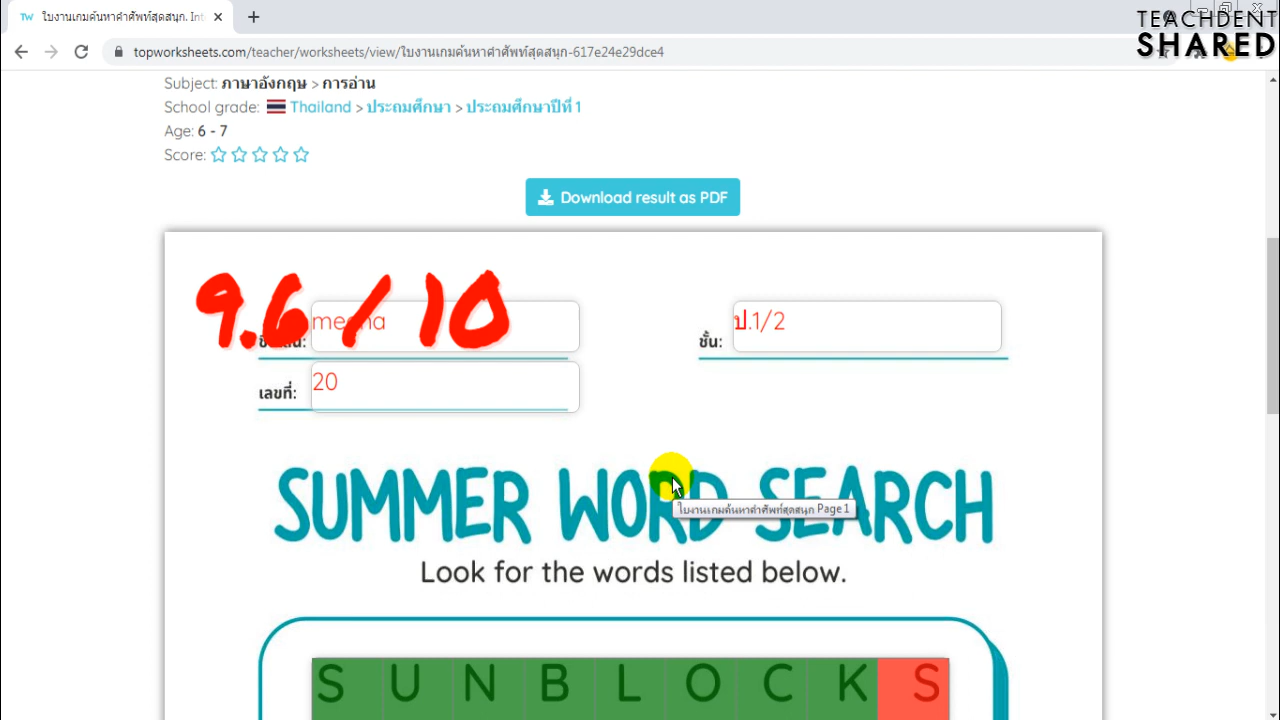 ใบงานเกมค้นหาคำศัพท์สุดสนุก. Int
TEACHDENT
SHARED
topworksheets.com/teacher/worksheets/view/ใบงานเกมค้นหาคำศัพท์สุดสนุก-617e24e29dce4
Subject: ภาษาอังกฤษ > การอ่าน
School grade: Thailand > ประถมศึกษา > ประถมศึกษาปีที่ 1
Age: 6 - 7
Score:
Download result as PDF
9.6 / 10
ชั้น: ป.1/2
เลขที่: 20
SUMMER WORD SEARCH
ใบงานเกมค้นหาคำศัพท์สุดสนุก Page 1
Look for the words listed below.
S U N B L O C K S